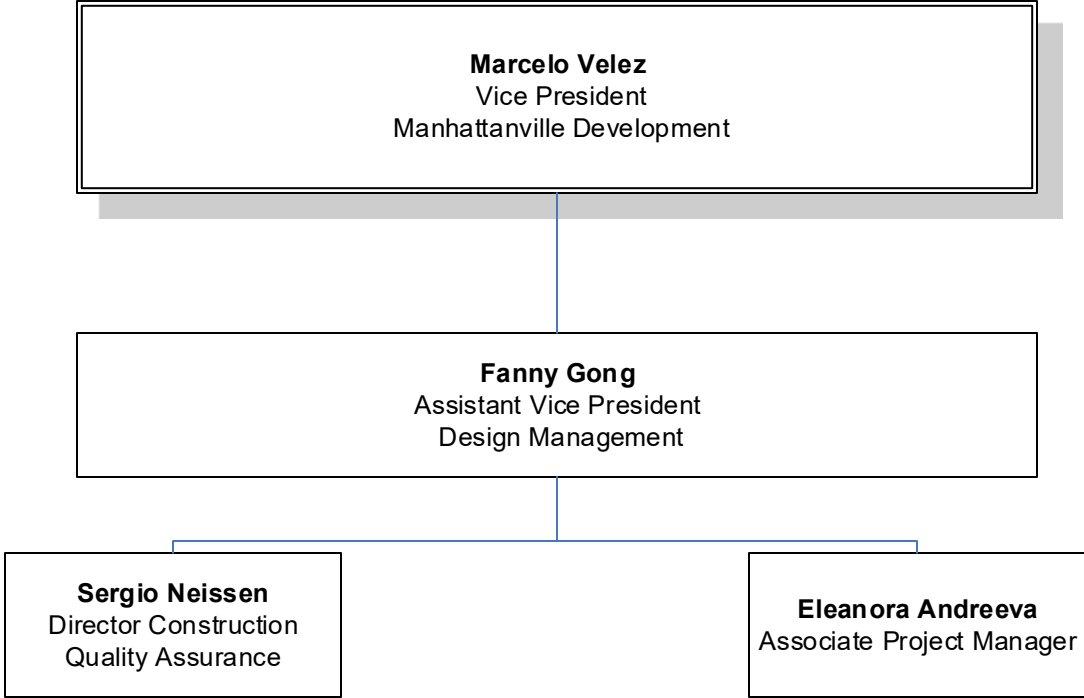 Marcelo Velez
Vice President
Manhattanville Development
Fanny Gong
Assistant Vice President
Design Management
Sergio Neissen
Director Construction
Quality Assurance
Eleanora Andreeva
Associate Project Manager